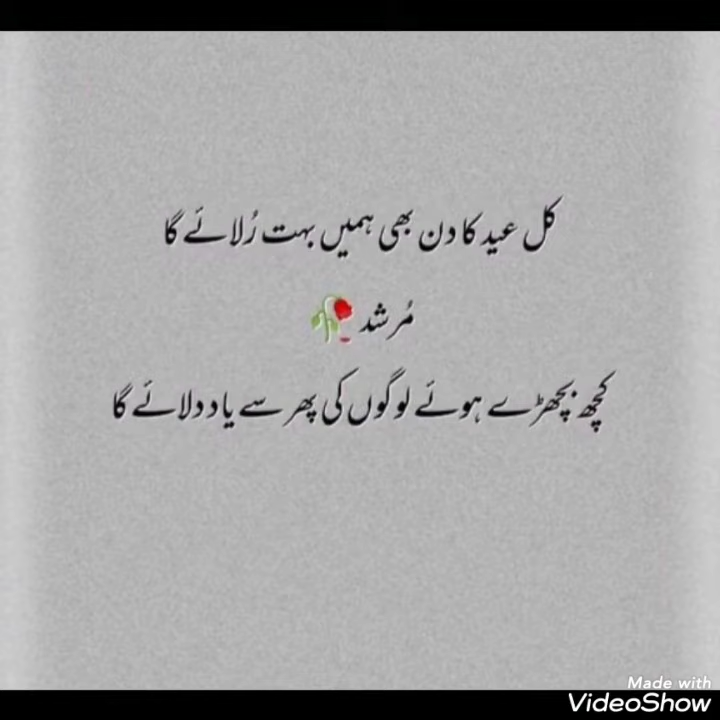 کل عید کا دن بھی ہمیں بہت رُلائے گا
مُرشد 🥀
کچھ بچھڑے ہوئے لوگوں کی پھر سے یاد دلائے گا
Made with
VideoShow